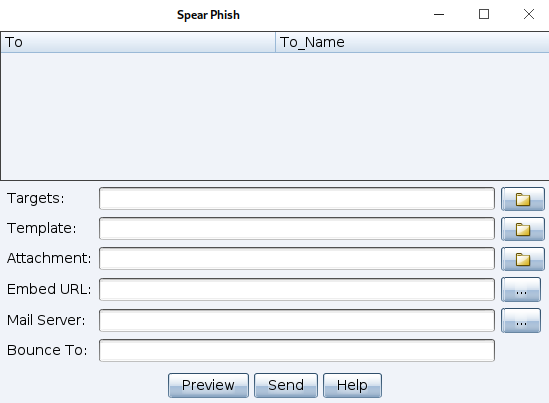 Spear Phish
To To_Name
Targets:
Template:
Attachment:
Embed URL: ...
Mail Server: ...
Bounce To:
Preview Send Help